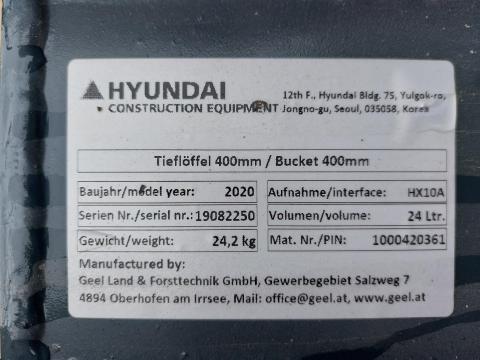 HYUNDAI
CONSTRUCTION EQUIPMENT
12th F., Hyundai Bldg. 75, Yulgok-ro,
Jongno-gu, Seoul, 035058, Korea
Tieflöffel 400mm / Bucket 400mm
Baujahr/model year: 2020
Aufnahme/interface: HX10A
Serien Nr./serial nr.: 19082250
Volumen/volume: 24 Ltr.
Gewicht/weight: 24,2 kg
Mat. Nr./PIN: 1000420361
Manufactured by:
Geel Land & Forsttechnik GmbH, Gewerbegebiet Salzweg 7
4894 Oberhofen am Irrsee, Mail: office@geel.at, www.geel.at